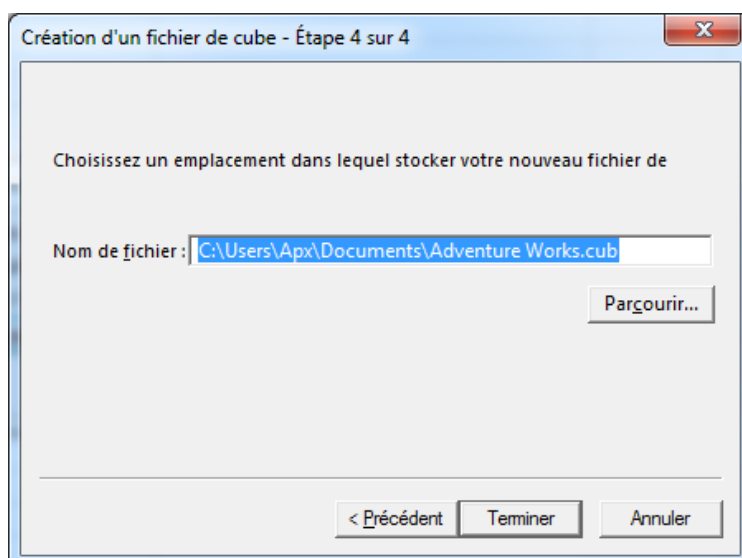 Création d'un fichier de cube - Étape 4 sur 4
Choisissez un emplacement dans lequel stocker votre nouveau fichier de
Nom de fichier : C:\Users\Apx\Documents\Adventure Works.cub
Parcourir...
< Précédent Terminer Annuler